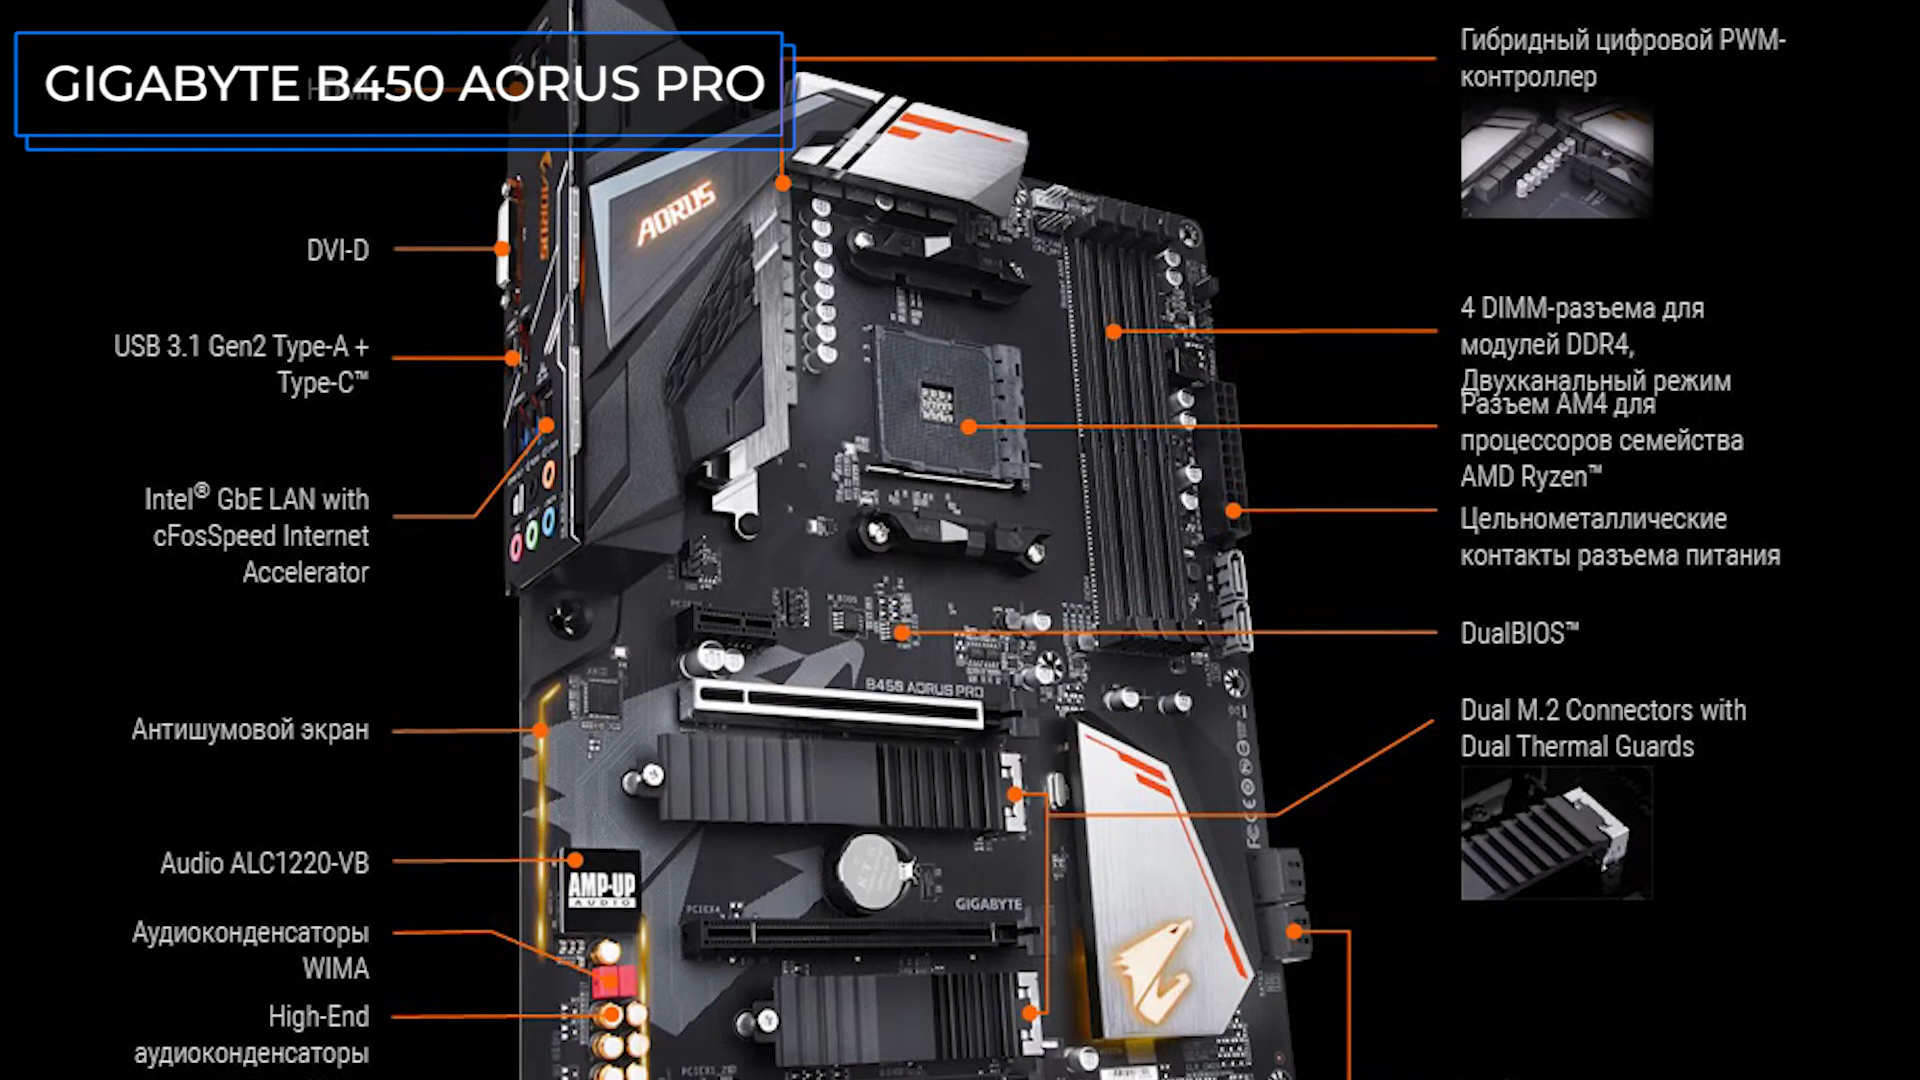 GIGABYTE B450 AORUS PRO
DVI-D
USB 3.1 Gen2 Type-A +
Type-C™
Intel® GbE LAN with
cFosSpeed Internet
Accelerator
Антишумовой экран
Audio ALC1220-VB
Аудиоконденсаторы
WIMA
High-End
аудиоконденсаторы
AORUS
AORUS
B450 AORUS PRO
GIGABYTE
PCIEX4
AMP-UP
AUDIO
Гибридный цифровой PWM-
контроллер
4 DIMM-разъема для
модулей DDR4,
Двухканальный режим
Разъем AM4 для
процессоров семейства
AMD Ryzen™
Цельнометаллические
контакты разъема питания
DualBIOS™
Dual M.2 Connectors with
Dual Thermal Guards